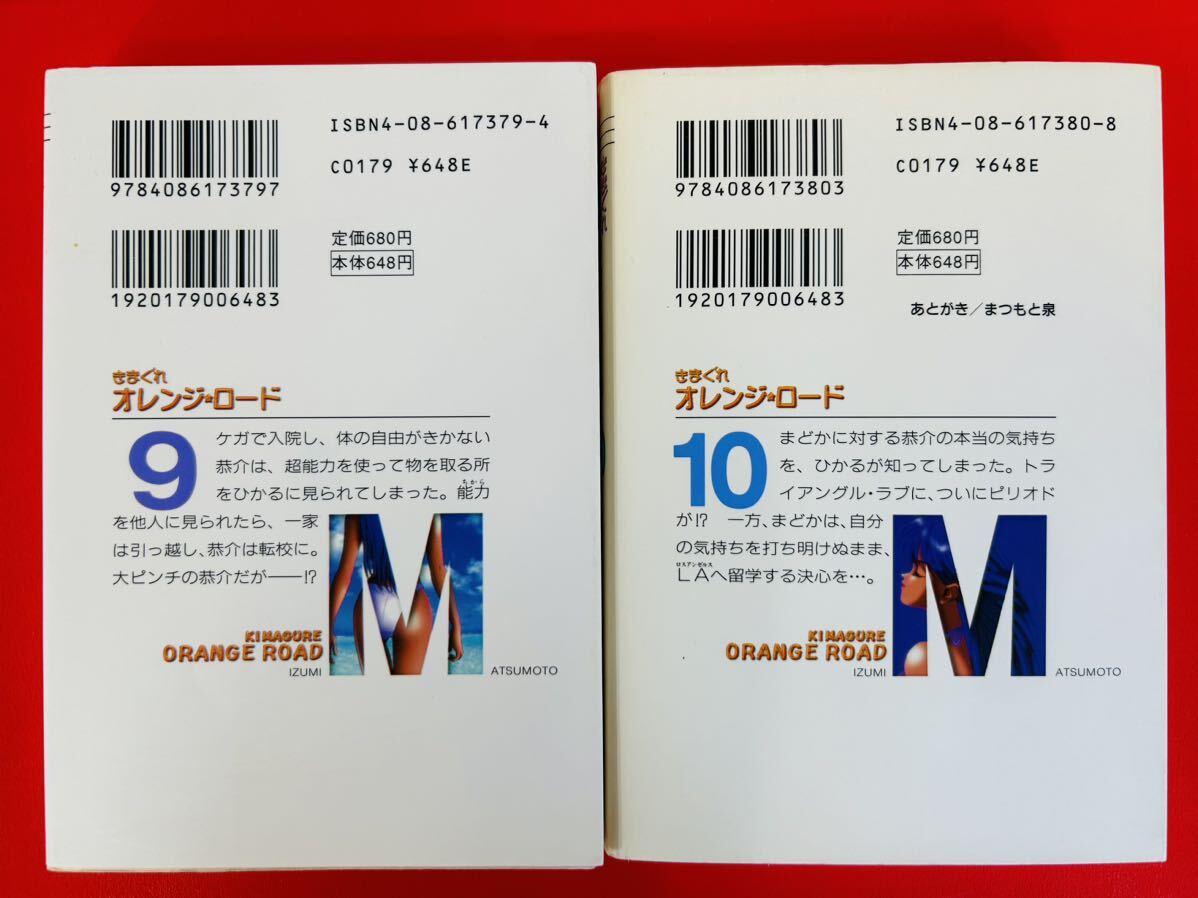 ISBN4-08-617379-4
C0179 ¥648E
9784086173797
定価680円
本体648円
1920179006483
きまぐれ
オレンジ★ロード
9
ケガで入院し、体の自由がきかない
恭介は、超能力を使って物を取る所
をひかるに見られてしまった。能力
ちから
を他人に見られたら、一家
は引っ越し、恭介は転校に。
大ピンチの恭介だが――!?
KIMAGURE
ORANGE ROAD
IZUMI
M
ATSUMOTO
ISBN4-08-617380-8
C0179 ¥648E
9784086173803
定価680円
本体648円
1920179006483
あとがき/まつもと泉
きまぐれ
オレンジ★ロード
10
まどかに対する恭介の本当の気持ち
を、ひかるが知ってしまった。トラ
イアングル・ラブに、ついにピリオド
が!? 一方、まどかは、自分
の気持ちを打ち明けぬまま、
ロスアンゼルス
LAへ留学する決心を…。
KIMAGURE
ORANGE ROAD
IZUMI
M
ATSUMOTO